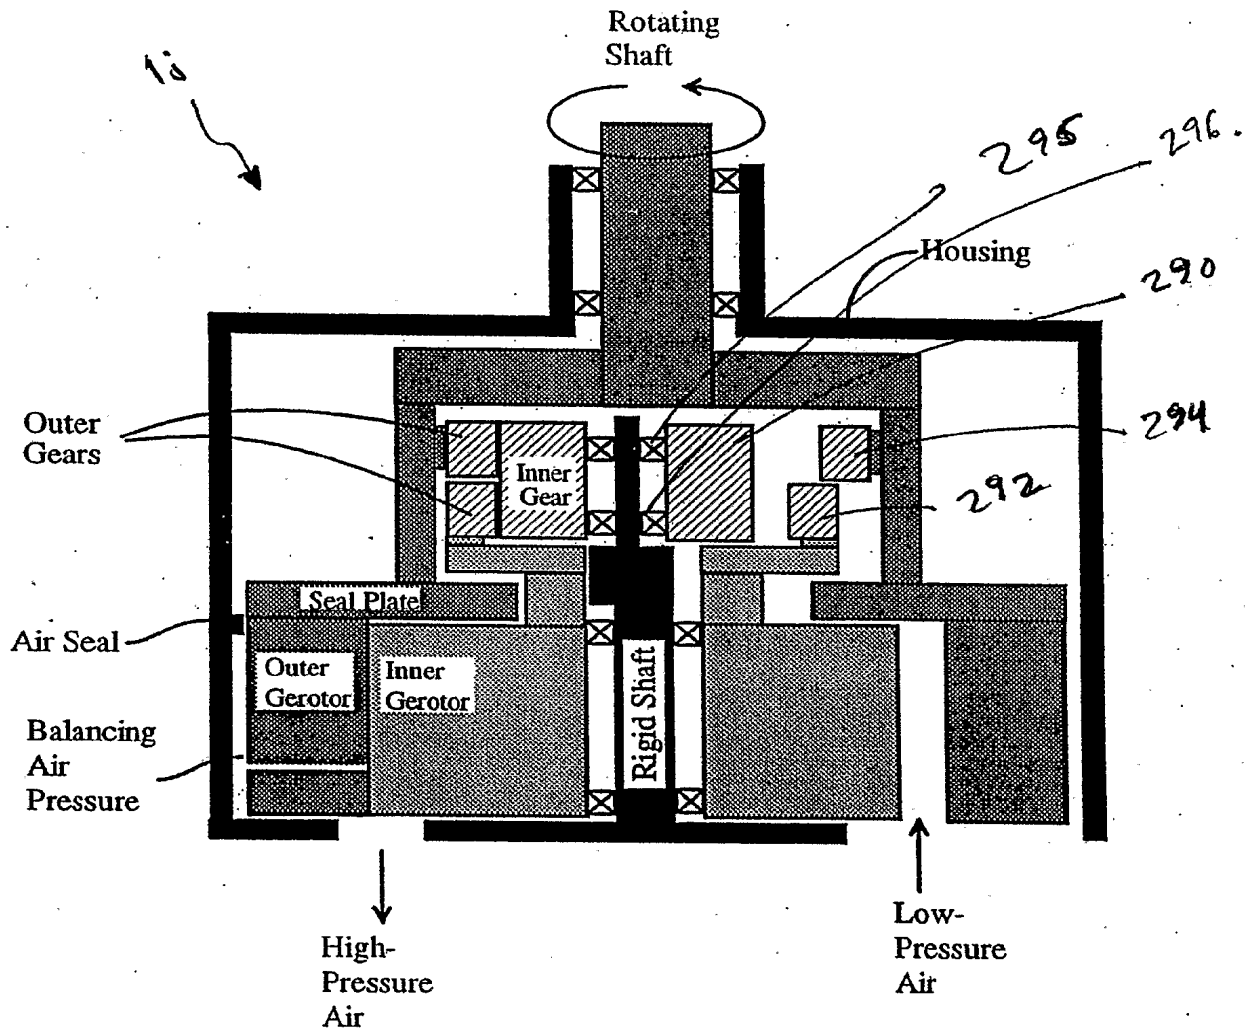 Rotating
Shaft
1j
295
296.
Housing
290
Outer
Gears
294
Inner
Gear
292
Seal Plate
Air Seal
Outer
Gerotor
Inner
Gerotor
Rigid Shaft
Balancing
Air
Pressure
High-
Pressure
Air
Low-
Pressure
Air